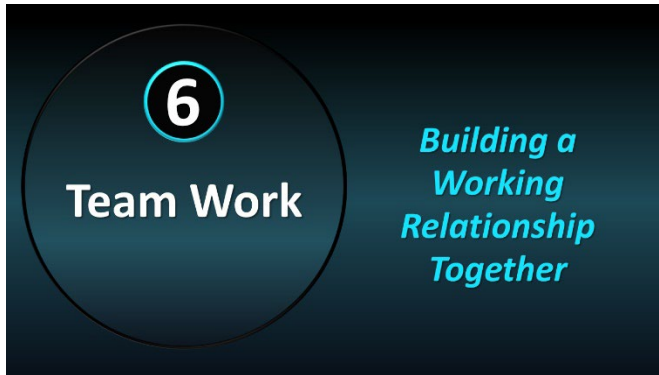 6
Team Work
Building a
Working
Relationship
Together